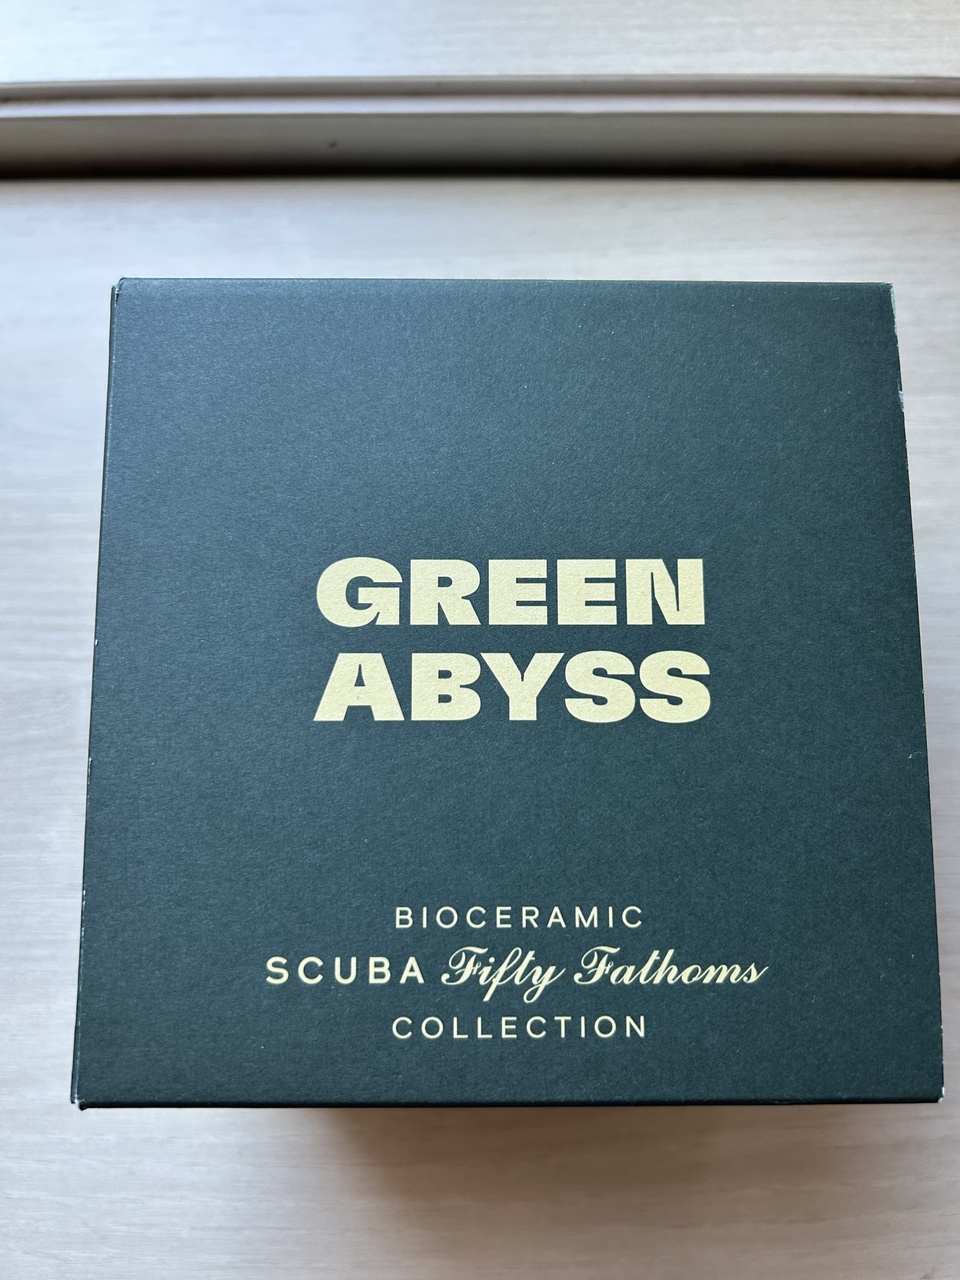 GREEN
ABYSS
BIOCERAMIC
SCUBA Fifty Fathoms
COLLECTION